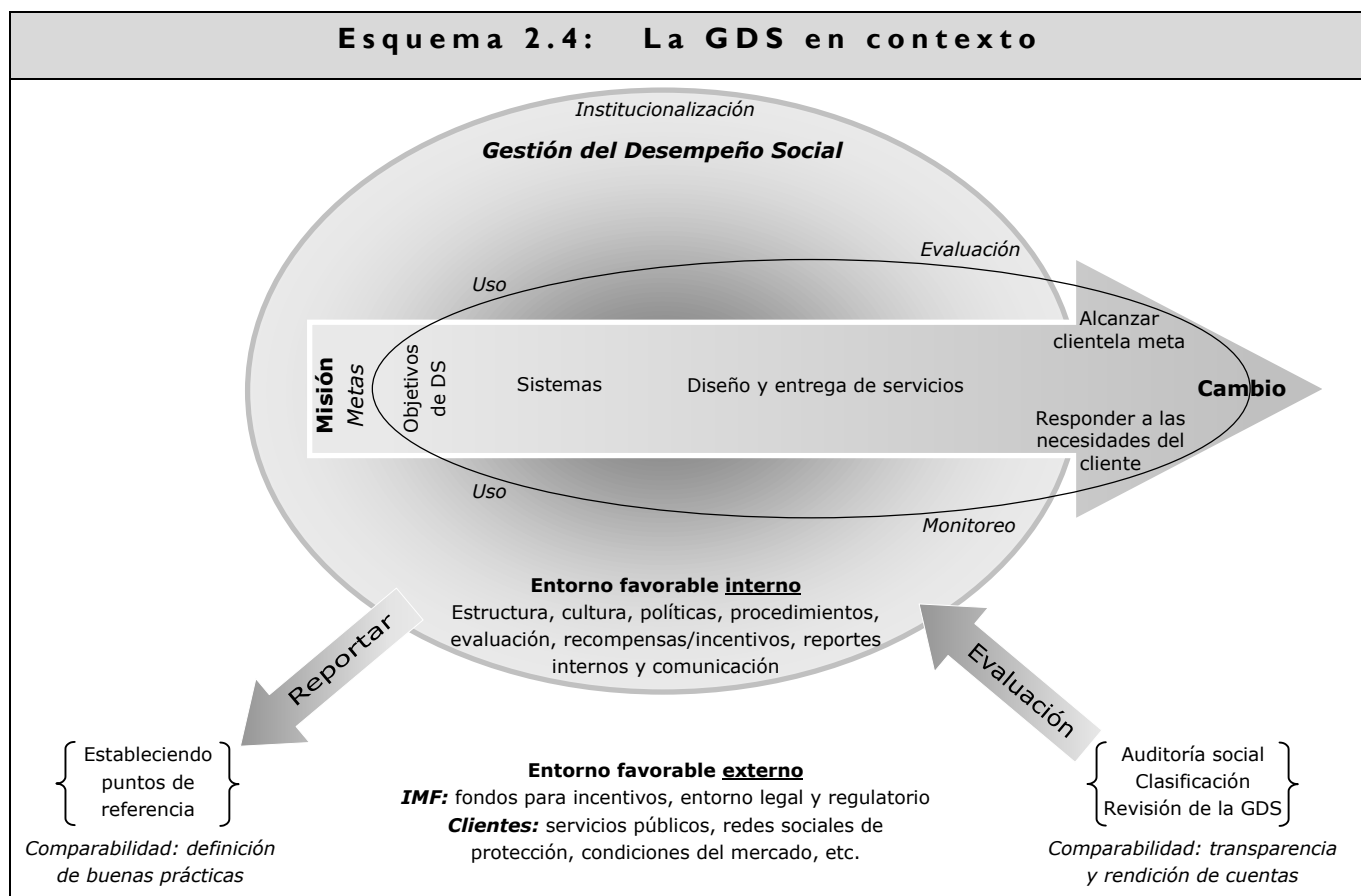 Esquema 2.4: La GDS en contexto
Institucionalización
Gestión del Desempeño Social
Evaluación
Uso
Misión
Metas
Objetivos
de DS
Sistemas
Diseño y entrega de servicios
Alcanzar
clientela meta
Cambio
Responder a las
necesidades del
cliente
Uso
Monitoreo
Entorno favorable interno
Estructura, cultura, políticas, procedimientos,
evaluación, recompensas/incentivos, reportes
internos y comunicación
Reportar
Evaluación
Estableciendo
puntos de
referencia
Comparabilidad: definición
de buenas prácticas
Entorno favorable externo
IMF: fondos para incentivos, entorno legal y regulatorio
Clientes: servicios públicos, redes sociales de
protección, condiciones del mercado, etc.
Auditoría social
Clasificación
Revisión de la GDS
Comparabilidad: transparencia
y rendición de cuentas